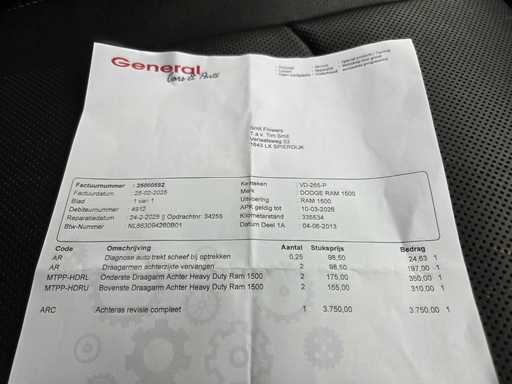 General
Cars & Parts
Smit Flowers
T.a.v. Tim Smit
1643 LK SPIERDIJK
Factuurnummer : 25000552
Factuurdatum : 25-02-2025
Blad : 1 van 1
Debiteurnummer : 4912
Reparatiedatum : 24-2-2025 || Opdrachtnr: 34255
Btw-Nummer : NL863094260B01
Kenteken : VD-265-P
Merk : DODGE RAM 1500
Uitvoering : RAM 1500
APK geldig tot : 10-03-2026
Kilometerstand : 335534
Datum Deel 1A : 04-06-2013
Code Omschrijving Aantal Stuksprijs Bedrag
AR Diagnose auto trekt scheef bij optrekken 0,25 98,50 24,63 1
AR Draagarmen achterzijde vervangen 2 98,50 197,00 1
MTPP-HDRL Onderste Draagarm Achter Heavy Duty Ram 1500 2 175,00 350,00 1
MTPP-HDRU Bovenste Draagarm Achter Heavy Duty Ram 1500 2 155,00 310,00 1
ARC Achteras revisie compleet 1 3.750,00 3.750,00 1